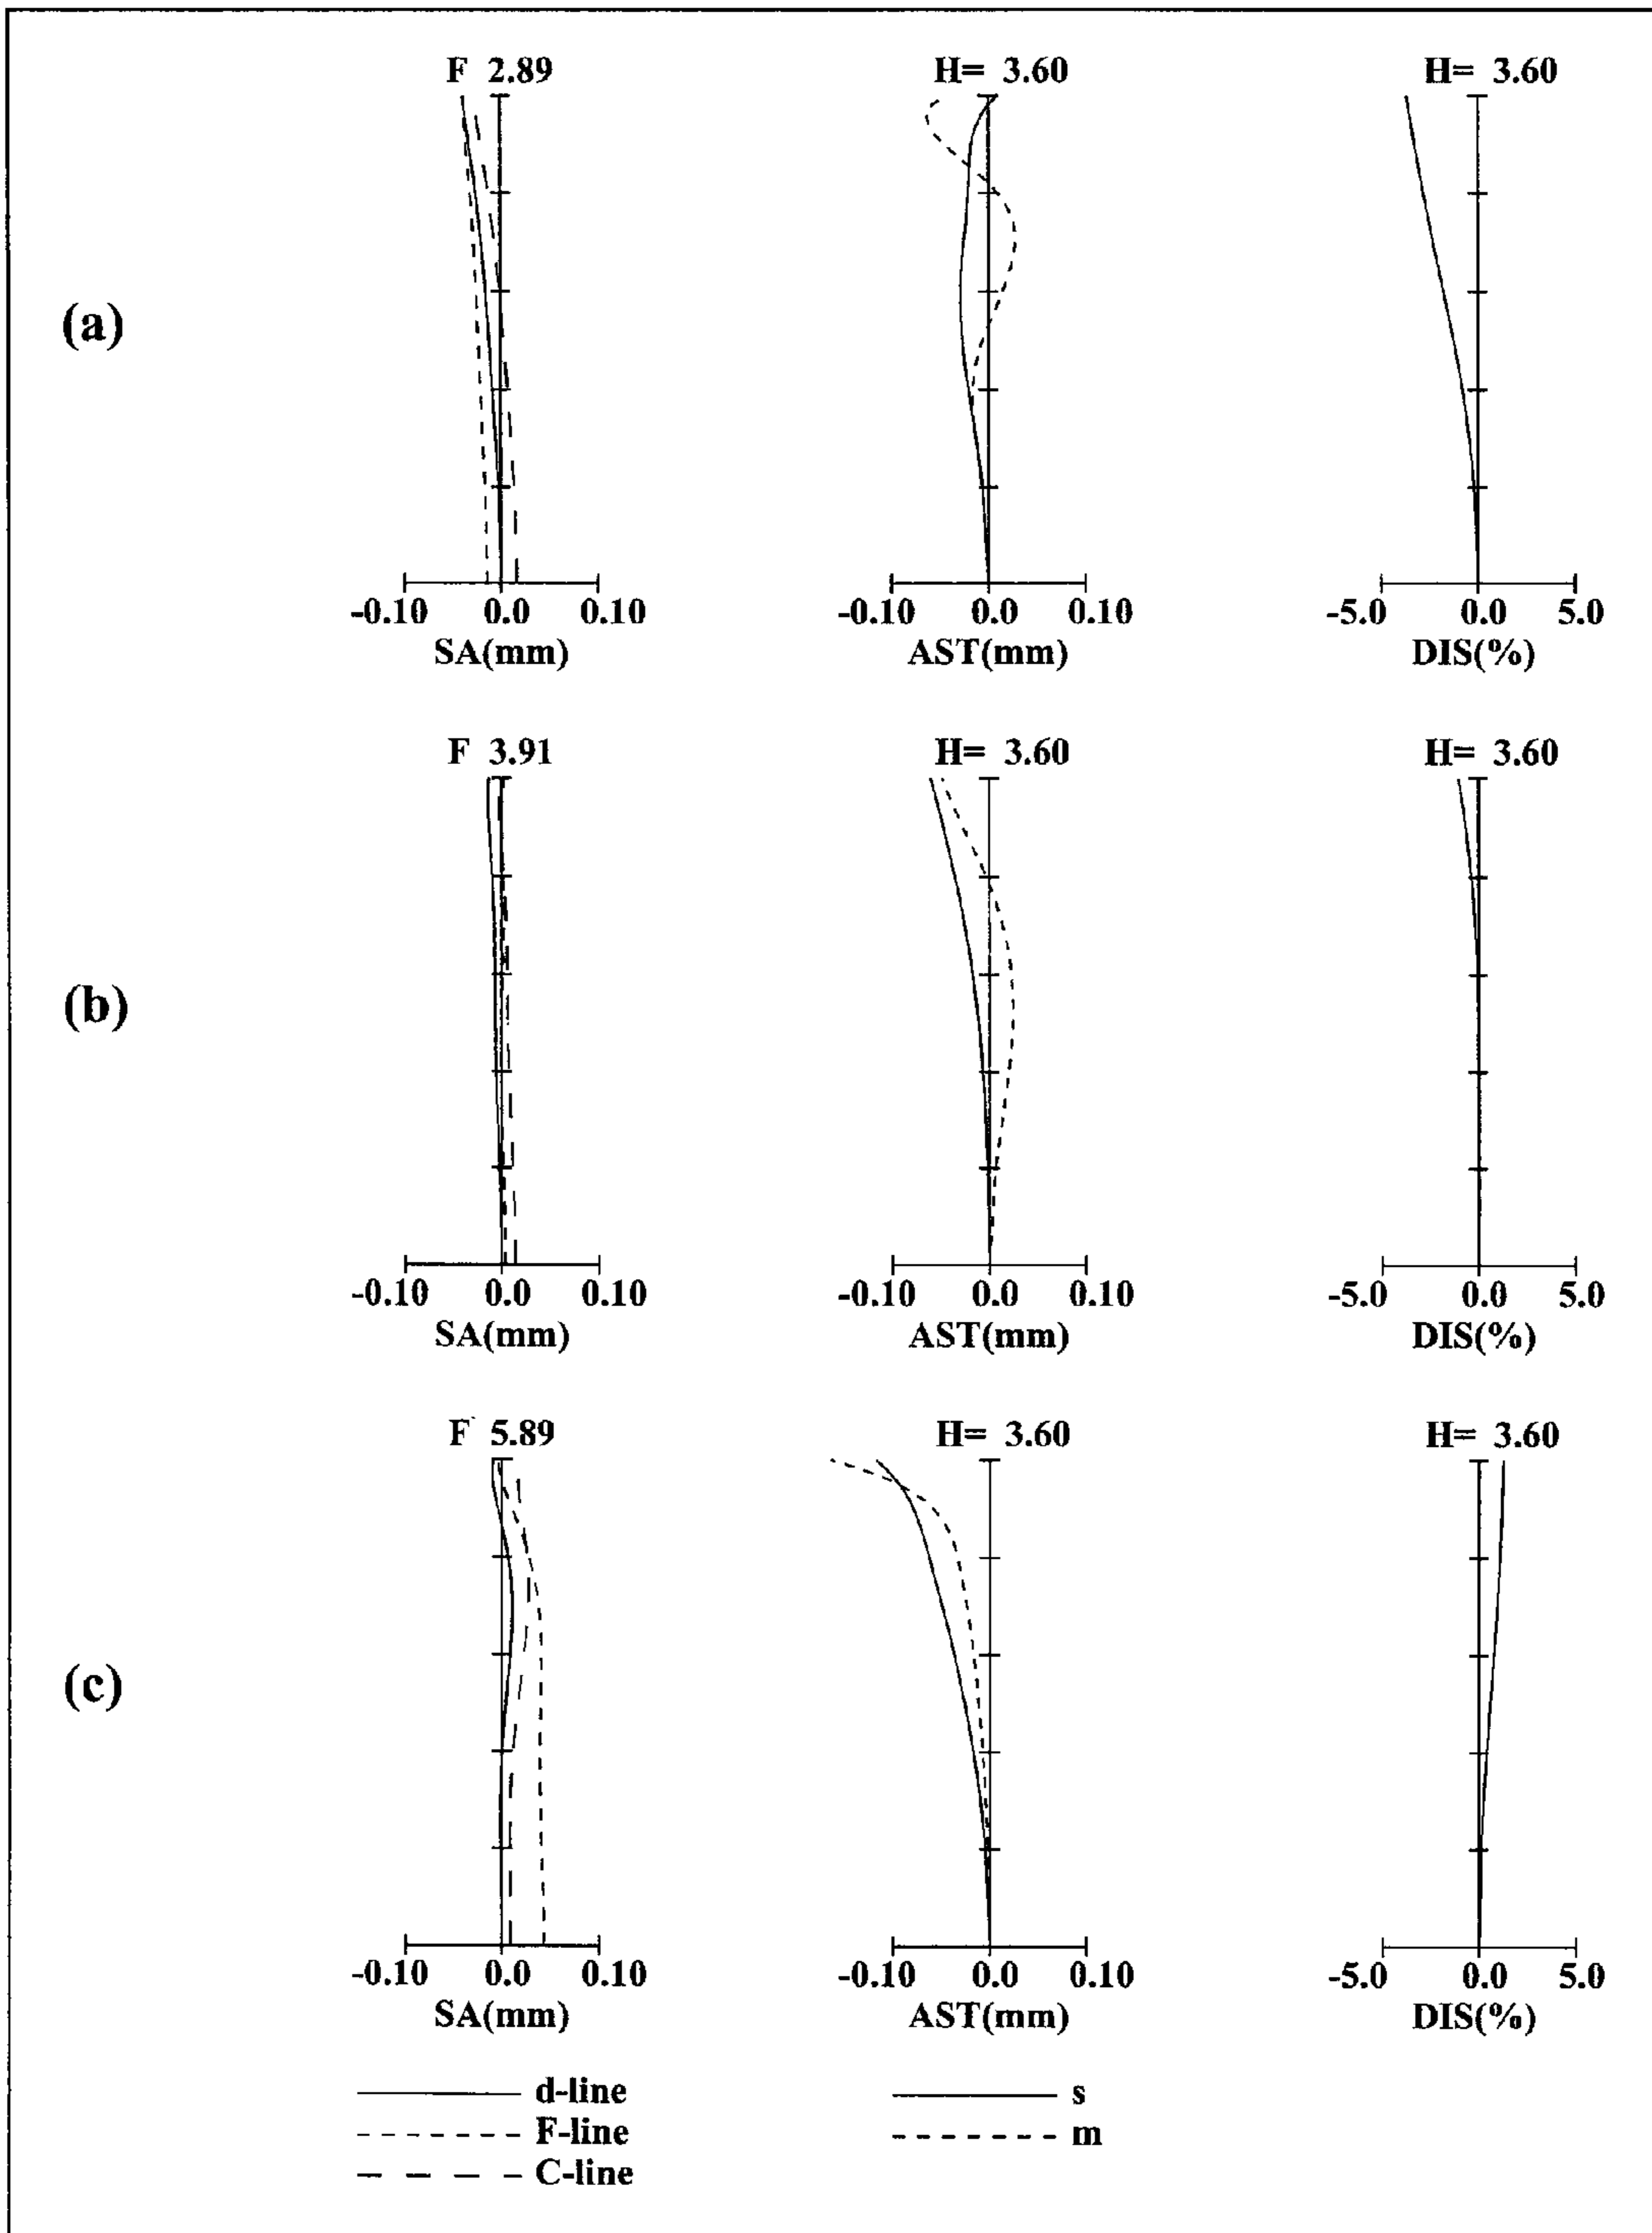 F 2.89 H= 3.60 H= 3.60
(a)
-0.10 0.0 0.10 -0.10 0.0 0.10 -5.0 0.0 5.0
SA(mm) AST(mm) DIS(%)
F 3.91 H= 3.60 H= 3.60
(b)
-0.10 0.0 0.10 -0.10 0.0 0.10 -5.0 0.0 5.0
SA(mm) AST(mm) DIS(%)
F 5.89 H= 3.60 H= 3.60
(c)
-0.10 0.0 0.10 -0.10 0.0 0.10 -5.0 0.0 5.0
SA(mm) AST(mm) DIS(%)
d-line s
F-line m
C-line